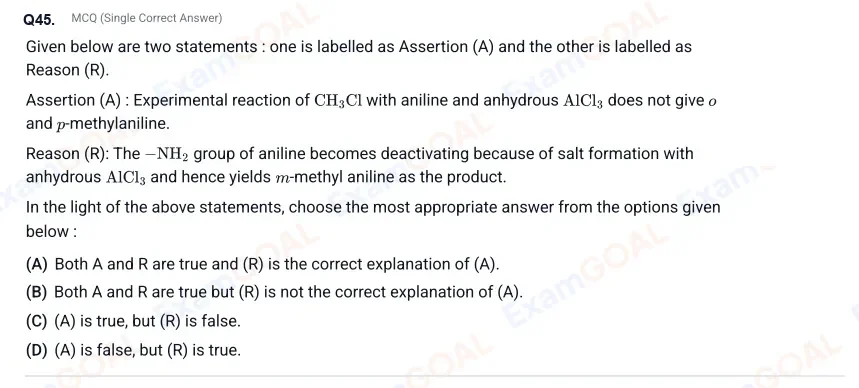 Q45. MCQ (Single Correct Answer)
Given below are two statements : one is labelled as Assertion (A) and the other is labelled as
Reason (R).
Assertion (A) : Experimental reaction of CH₃Cl with aniline and anhydrous AlCl₃ does not give o
and p-methylaniline.
Reason (R): The −NH₂ group of aniline becomes deactivating because of salt formation with
anhydrous AlCl₃ and hence yields m-methyl aniline as the product.
In the light of the above statements, choose the most appropriate answer from the options given
below :
(A) Both A and R are true and (R) is the correct explanation of (A).
(B) Both A and R are true but (R) is not the correct explanation of (A).
(C) (A) is true, but (R) is false.
(D) (A) is false, but (R) is true.